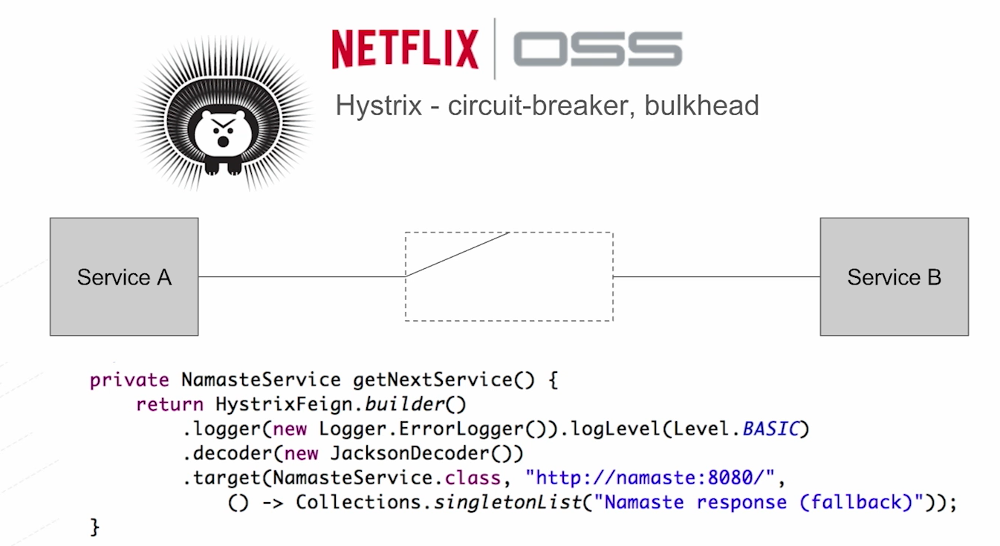 NETFLIX OSS
Hystrix - circuit-breaker, bulkhead
Service A
Service B
private NamasteService getNextService() {
    return HystrixFeign.builder()
        .logger(new Logger.ErrorLogger()).logLevel(Level.BASIC)
        .decoder(new JacksonDecoder())
        .target(NamasteService.class, "http://namaste:8080/",
            () -> Collections.singletonList("Namaste response (fallback)"));
}